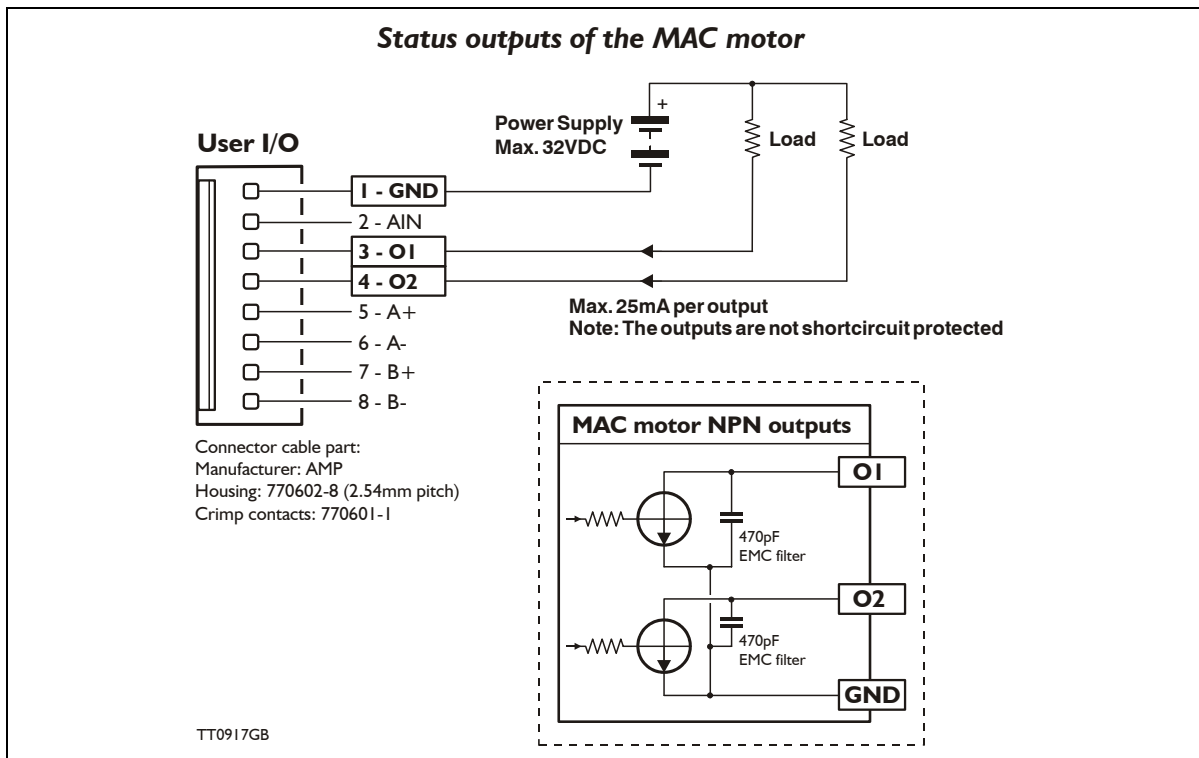 Status outputs of the MAC motor
User I/O
Power Supply
Max. 32VDC
+
Load
Load
1 - GND
2 - AIN
3 - O1
4 - O2
5 - A+
6 - A-
7 - B+
8 - B-
Max. 25mA per output
Note: The outputs are not shortcircuit protected
Connector cable part:
Manufacturer: AMP
Housing: 770602-8 (2.54mm pitch)
Crimp contacts: 770601-1
MAC motor NPN outputs
O1
470pF
EMC filter
O2
470pF
EMC filter
GND
TT0917GB